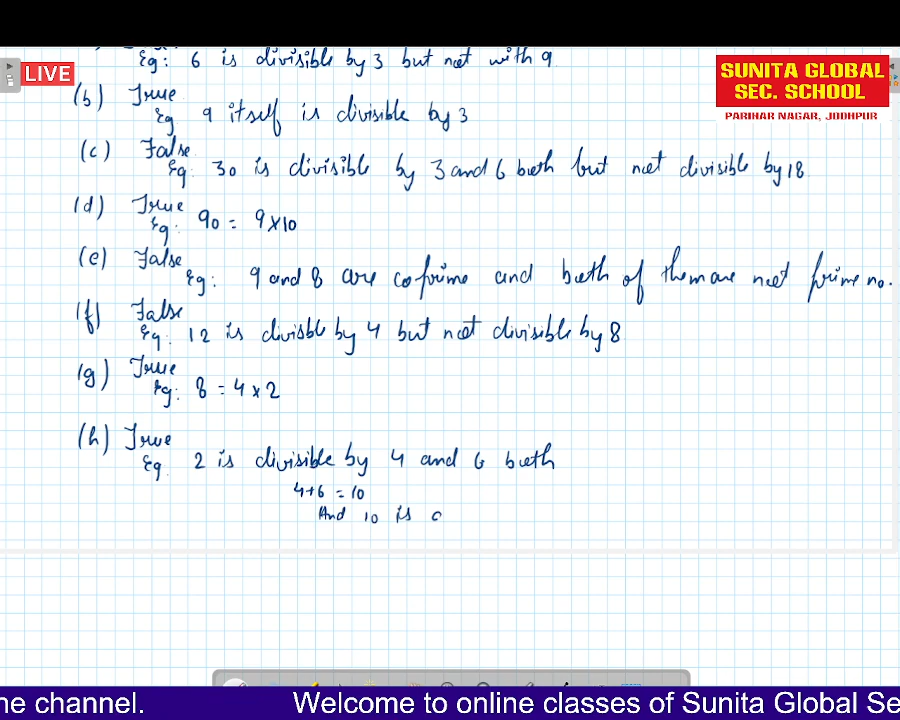 Eg: 6 is divisible by 3 but not with 9
LIVE
SUNITA GLOBAL
SEC. SCHOOL
PARIHAR NAGAR, JODHPUR
(b) True
Eg 9 itself is divisible by 3
(c) False
Eg: 30 is divisible by 3 and 6 both but not divisible by 18
(d) True
Eg: 90 = 9x10
(e) False
Eg: 9 and 8 are coprime and both of them are not prime no.
(f) False
Eg: 12 is divisble by 4 but not divisible by 8
(g) True
Eg: 8 = 4 x 2
(h) True
Eg. 2 is divisible by 4 and 6 both
4+6 = 10
And 10 is
he channel. Welcome to online classes of Sunita Global Se